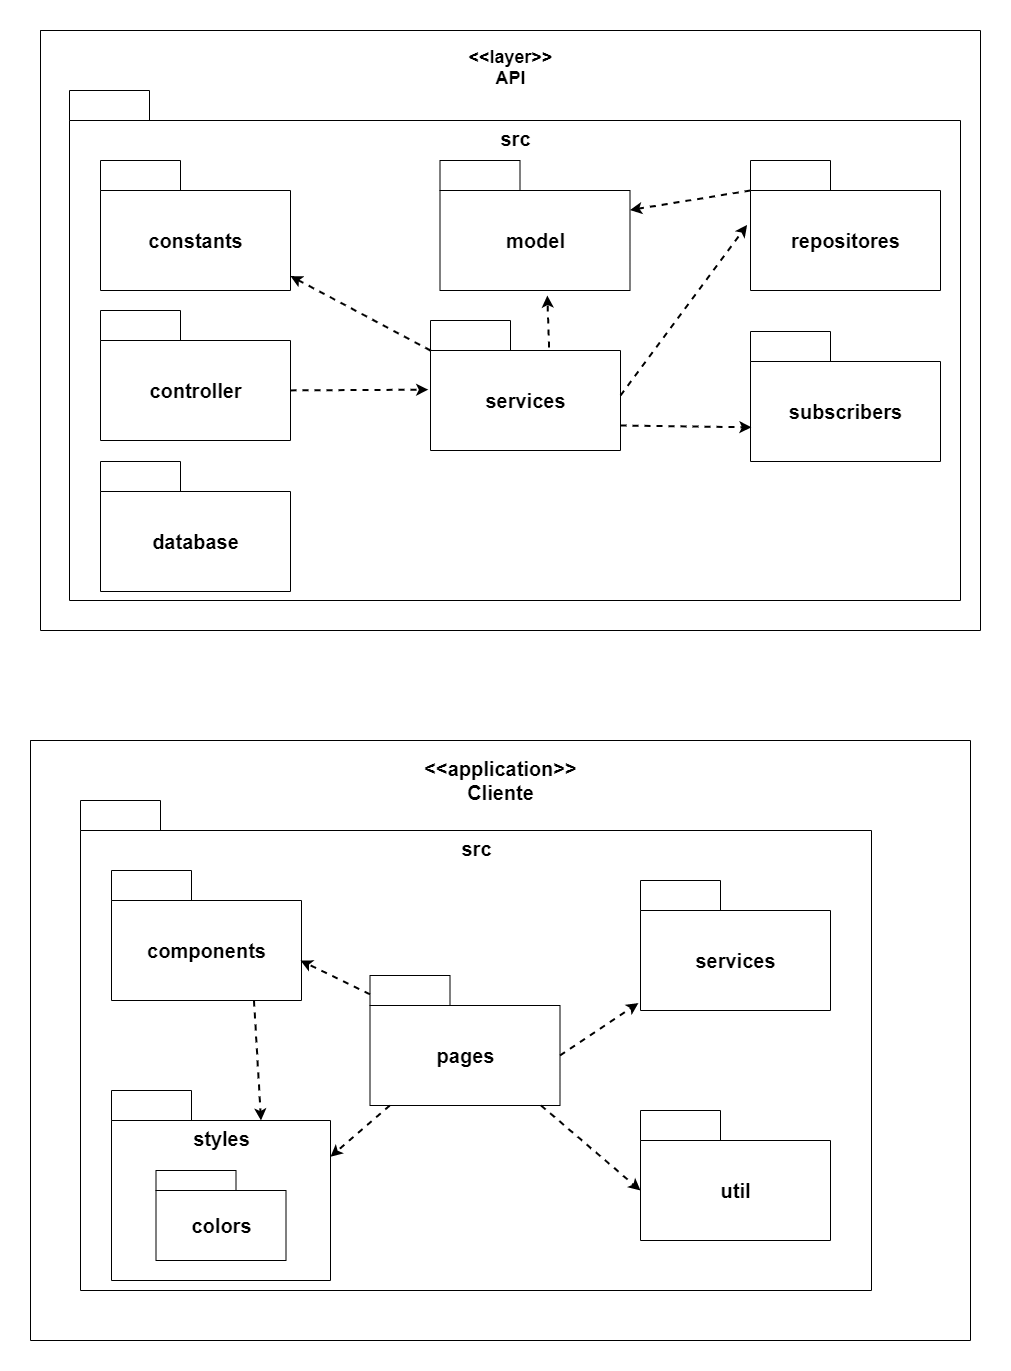 <<layer>>
API
src
constants
model
repositores
controller
services
subscribers
database
<<application>>
Cliente
src
components
services
pages
styles
colors
util